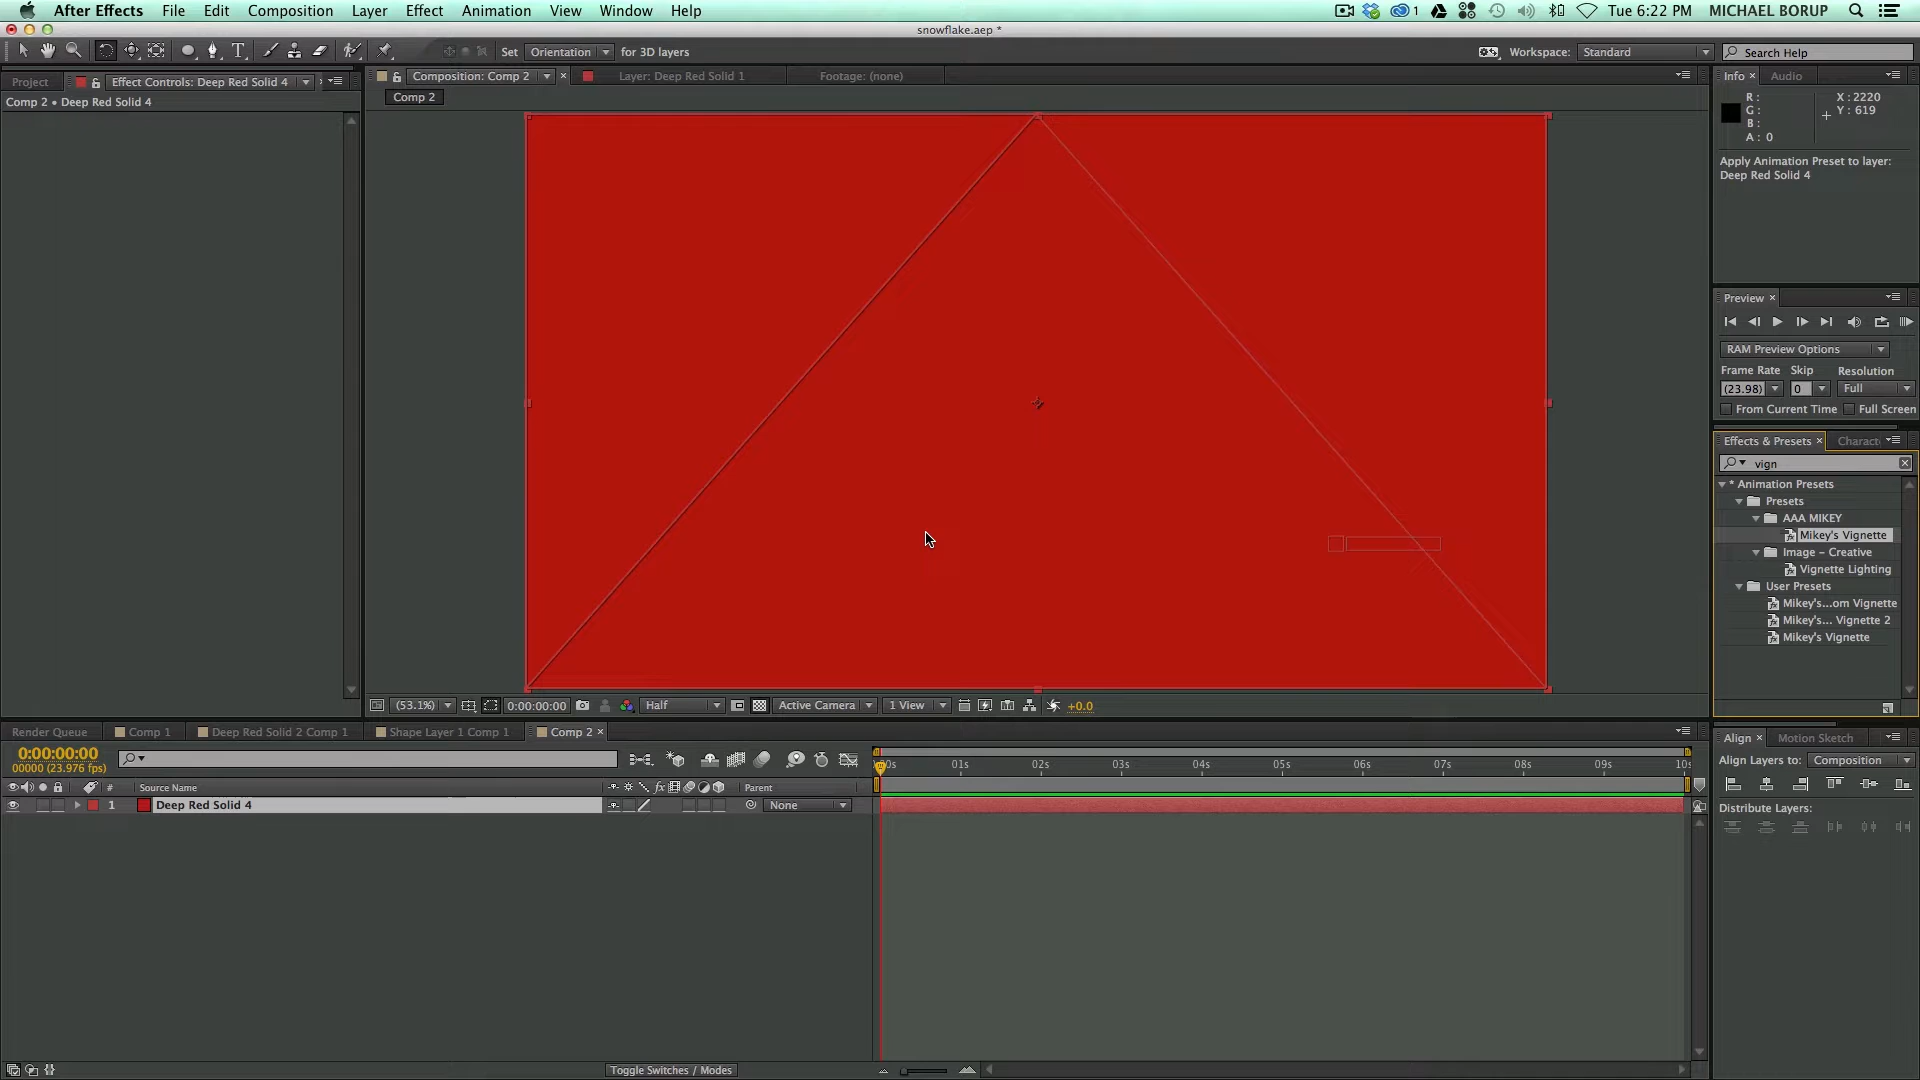 After Effects File Edit Composition Layer Effect Animation View Window Help
1 Tue 6:22 PM MICHAEL BORUP
snowflake.aep *
T Set Orientation for 3D layers Workspace: Standard Search Help
Project Effect Controls: Deep Red Solid 4
Comp 2 • Deep Red Solid 4
Composition: Comp 2 Layer: Deep Red Solid 1 Footage: (none)
Comp 2
Info Audio
R : X : 2220
G : Y : 619
B :
A : 0
Apply Animation Preset to layer:
Deep Red Solid 4
Preview
RAM Preview Options
Frame Rate Skip Resolution
(23.98) 0 Full
From Current Time Full Screen
Effects & Presets Charact
vign
* Animation Presets
Presets
AAA MIKEY
Mikey's Vignette
Image – Creative
Vignette Lighting
User Presets
Mikey's...om Vignette
Mikey's... Vignette 2
Mikey's Vignette
(53.1%) 0:00:00:00 Half Active Camera 1 View +0.0
Render Queue Comp 1 Deep Red Solid 2 Comp 1 Shape Layer 1 Comp 1 Comp 2
0:00:00:00
00000 (23.976 fps)
# Source Name fx Parent
1 Deep Red Solid 4 None
01s 02s 03s 04s 05s 06s 07s 08s 09s
Toggle Switches / Modes
Align Motion Sketch
Align Layers to: Composition
Distribute Layers: